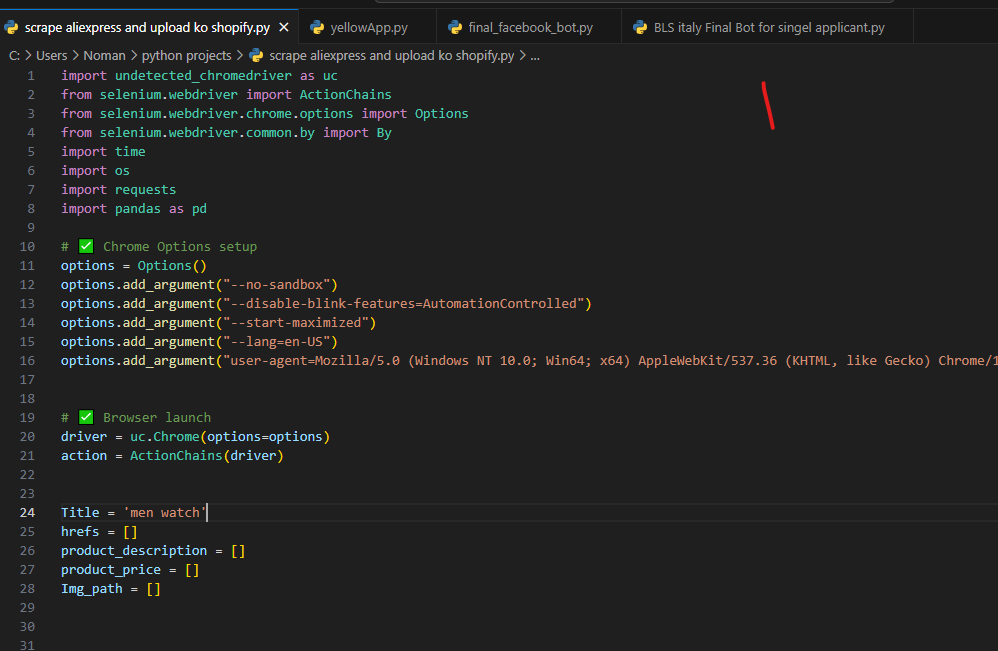 scrape aliexpress and upload ko shopify.py yellowApp.py final_facebook_bot.py BLS italy Final Bot for singel applicant.py
C: > Users > Noman > python projects > scrape aliexpress and upload ko shopify.py > ...
1 import undetected_chromedriver as uc
2 from selenium.webdriver import ActionChains
3 from selenium.webdriver.chrome.options import Options
4 from selenium.webdriver.common.by import By
5 import time
6 import os
7 import requests
8 import pandas as pd
9
10 # ✅ Chrome Options setup
11 options = Options()
12 options.add_argument("--no-sandbox")
13 options.add_argument("--disable-blink-features=AutomationControlled")
14 options.add_argument("--start-maximized")
15 options.add_argument("--lang=en-US")
16 options.add_argument("user-agent=Mozilla/5.0 (Windows NT 10.0; Win64; x64) AppleWebKit/537.36 (KHTML, like Gecko) Chrome/1
17
18
19 # ✅ Browser launch
20 driver = uc.Chrome(options=options)
21 action = ActionChains(driver)
22
23
24 Title = 'men watch'
25 hrefs = []
26 product_description = []
27 product_price = []
28 Img_path = []
29
30
31